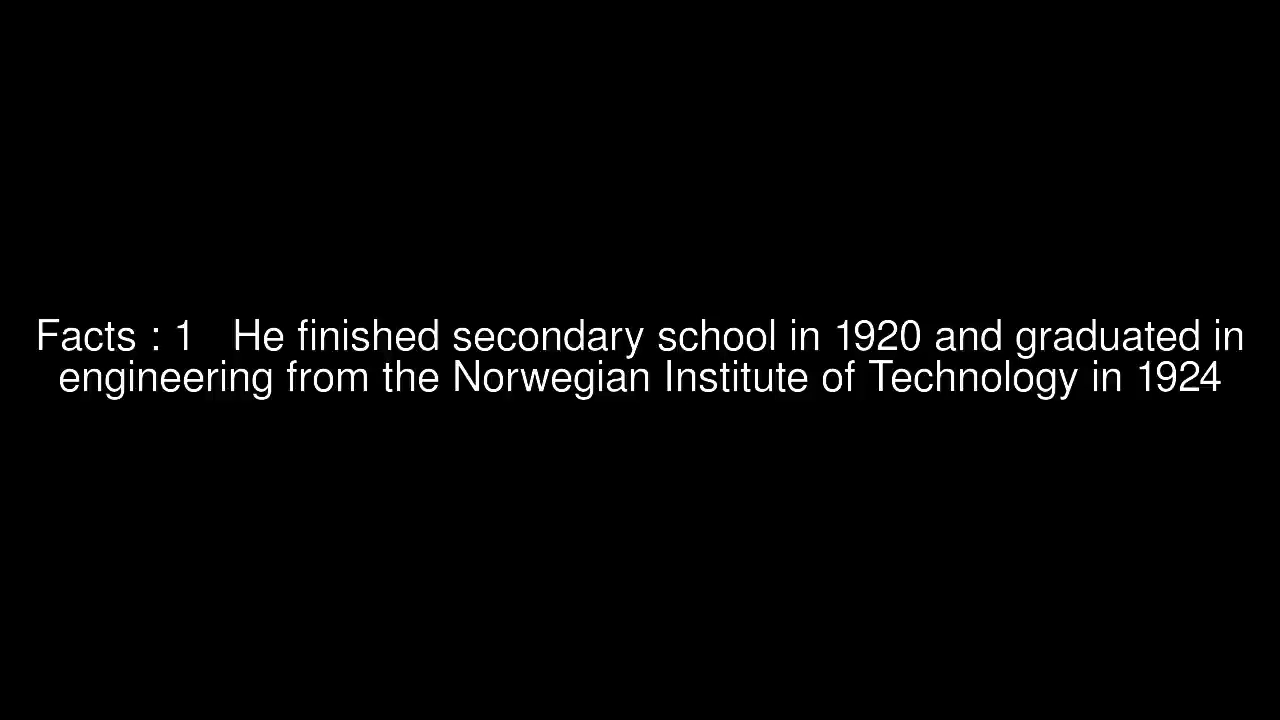 Facts : 1   He finished secondary school in 1920 and graduated in
engineering from the Norwegian Institute of Technology in 1924